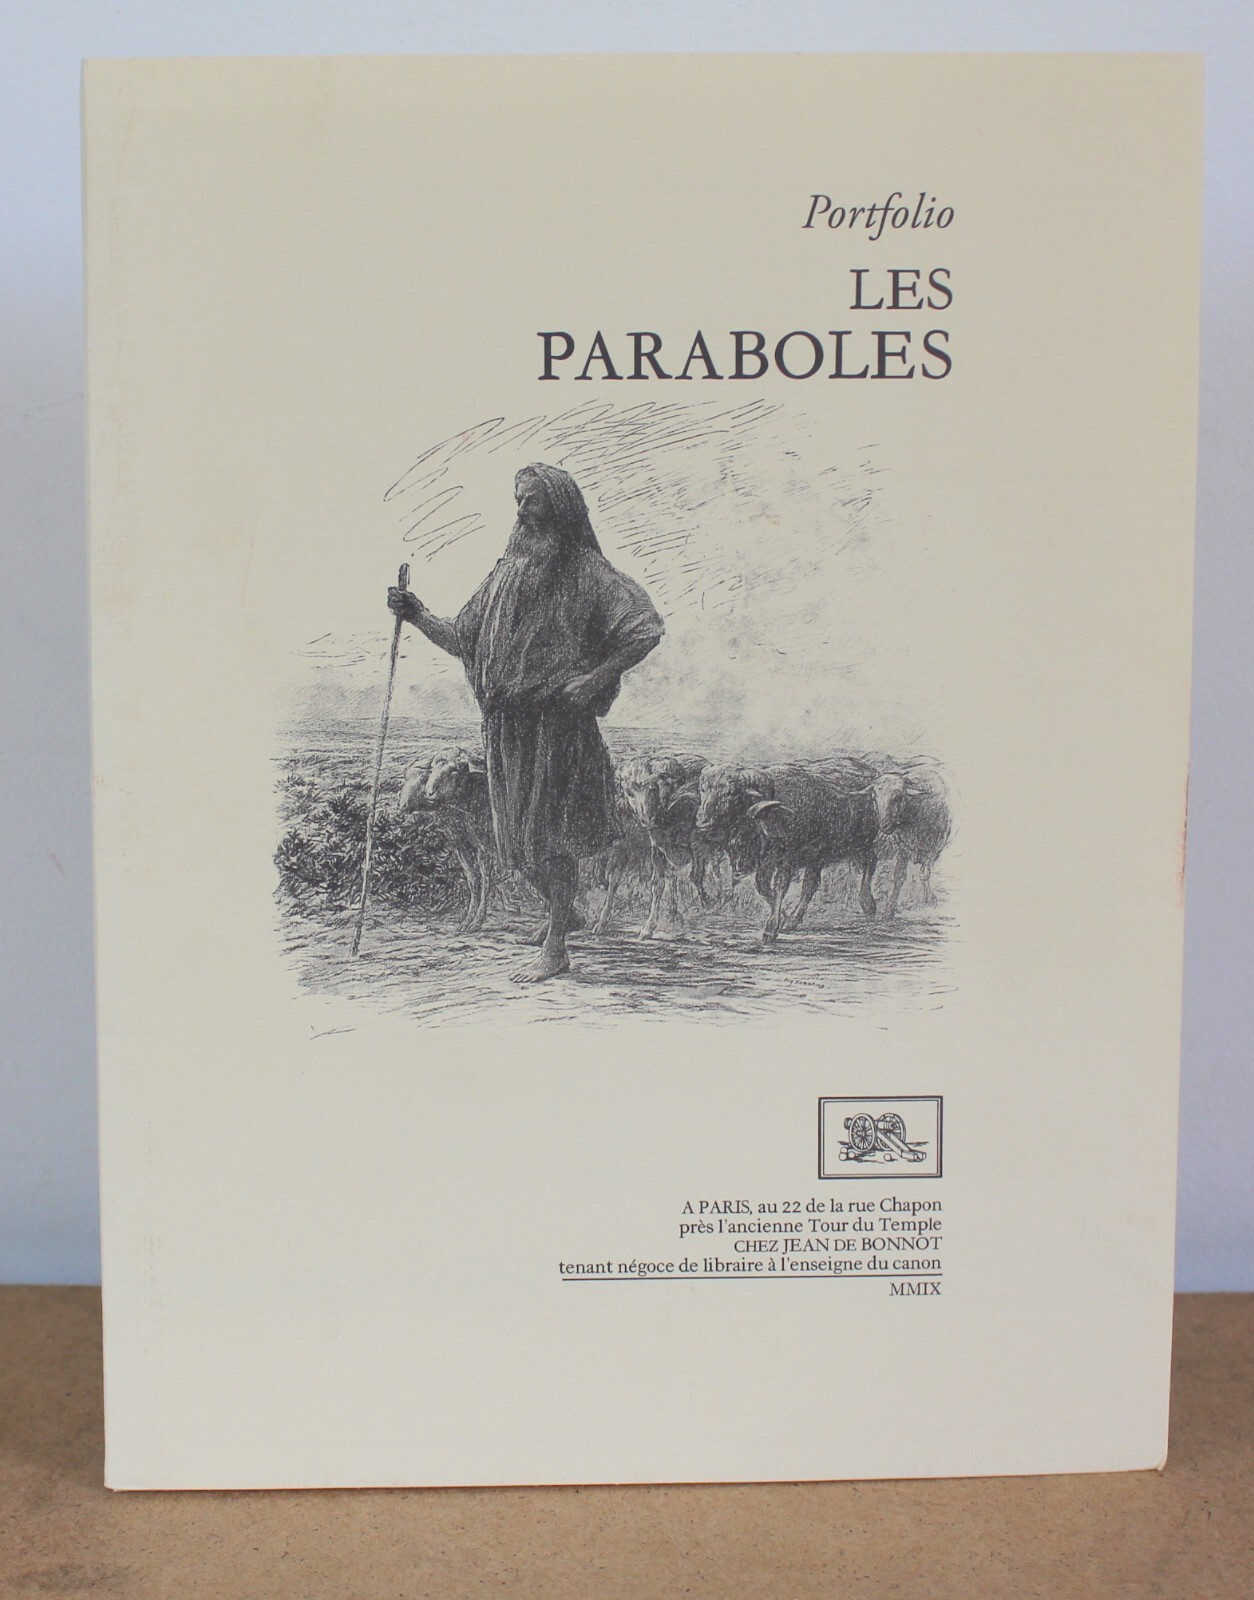 Portfolio
LES
PARABOLES
A PARIS, au 22 de la rue Chapon
près l'ancienne Tour du Temple
CHEZ JEAN DE BONNOT
tenant négoce de libraire à l'enseigne du canon
MMIX